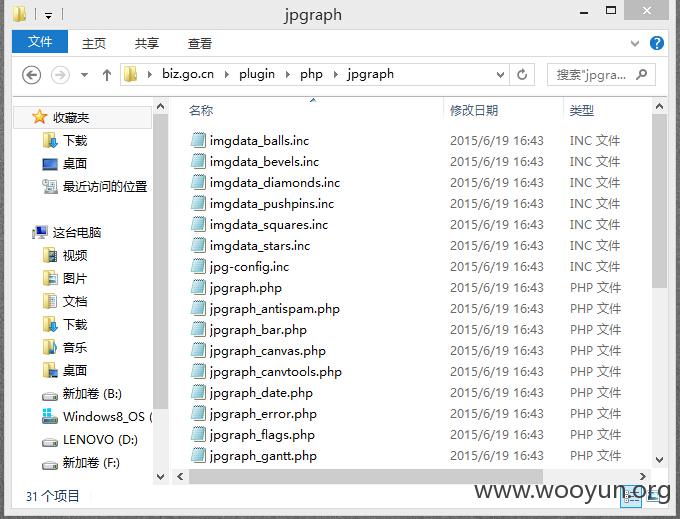 jpgraph
文件 主页 共享 查看
biz.go.cn plugin php jpgraph 搜索"jpgra...
名称 修改日期 类型
收藏夹
下载
桌面
最近访问的位置
这台电脑
视频
图片
文档
下载
音乐
桌面
新加卷 (B:)
Windows8_OS (
LENOVO (D:)
新加卷 (F:)
imgdata_balls.inc 2015/6/19 16:43 INC 文件
imgdata_bevels.inc 2015/6/19 16:43 INC 文件
imgdata_diamonds.inc 2015/6/19 16:43 INC 文件
imgdata_pushpins.inc 2015/6/19 16:43 INC 文件
imgdata_squares.inc 2015/6/19 16:43 INC 文件
imgdata_stars.inc 2015/6/19 16:43 INC 文件
jpg-config.inc 2015/6/19 16:43 INC 文件
jpgraph.php 2015/6/19 16:43 PHP 文件
jpgraph_antispam.php 2015/6/19 16:43 PHP 文件
jpgraph_bar.php 2015/6/19 16:43 PHP 文件
jpgraph_canvas.php 2015/6/19 16:43 PHP 文件
jpgraph_canvtools.php 2015/6/19 16:43 PHP 文件
jpgraph_date.php 2015/6/19 16:43 PHP 文件
jpgraph_error.php 2015/6/19 16:43 PHP 文件
jpgraph_flags.php 2015/6/19 16:43 PHP 文件
jpgraph_gantt.php 2015/6/19 16:43 PHP 文件
31 个项目
www.wooyun.org